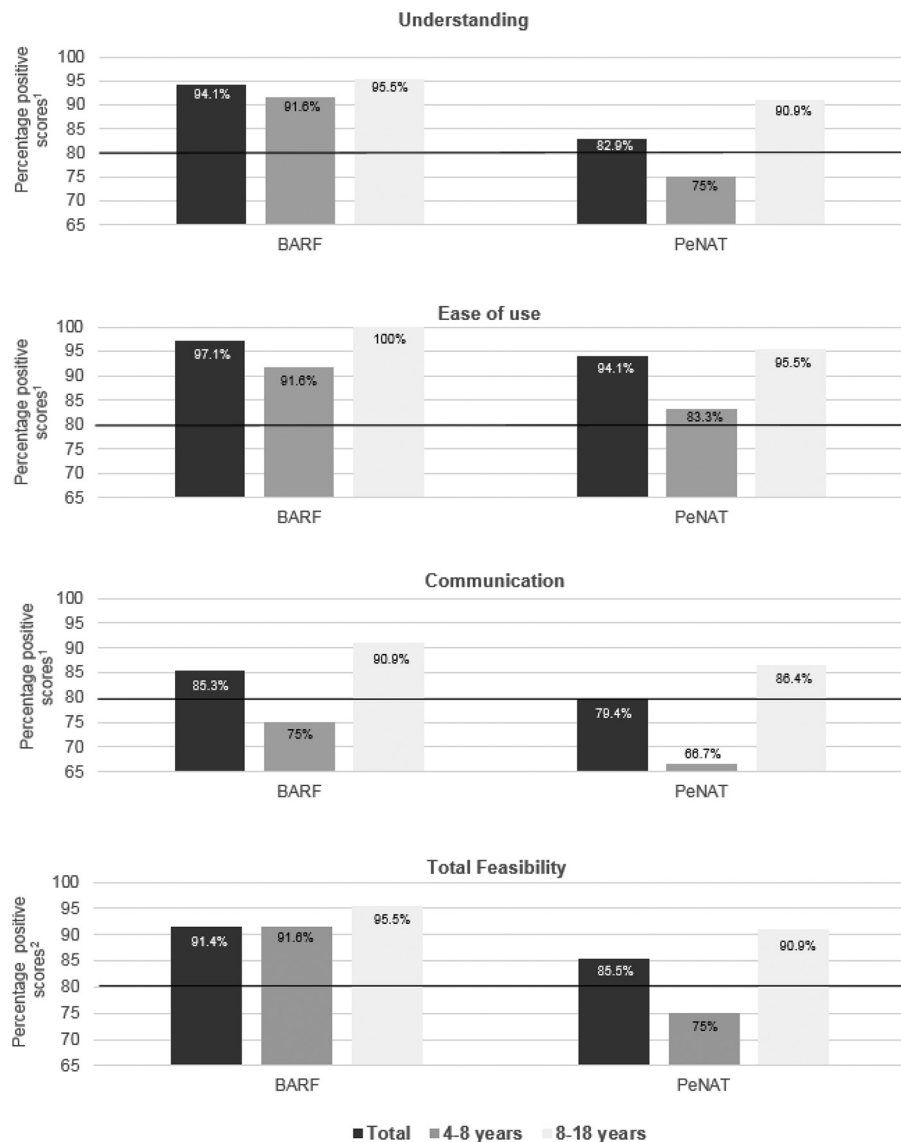 Understanding
Percentage positive
scores¹
100
95
90
85
80
75
70
65
94.1%
91.6%
95.5%
82.9%
75%
90.9%
BARF
PeNAT
Ease of use
Percentage positive
scores¹
100
95
90
85
80
75
70
65
97.1%
91.6%
100%
94.1%
83.3%
95.5%
BARF
PeNAT
Communication
Percentage positive
scores¹
100
95
90
85
80
75
70
65
85.3%
75%
90.9%
79.4%
66.7%
86.4%
BARF
PeNAT
Total Feasibility
Percentage positive
scores²
100
95
90
85
80
75
70
65
91.4%
91.6%
95.5%
85.5%
75%
90.9%
BARF
PeNAT
Total 4-8 years 8-18 years